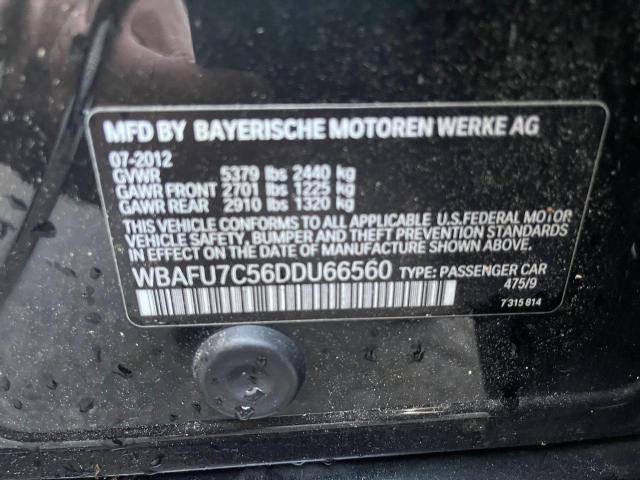 MFD BY BAYERISCHE MOTOREN WERKE AG
07-2012
GVWR 5379 lbs 2440 kg
GAWR FRONT 2701 lbs 1225 kg
GAWR REAR 2910 lbs 1320 kg
THIS VEHICLE CONFORMS TO ALL APPLICABLE U.S.FEDERAL MOTOR
VEHICLE SAFETY, BUMPER, AND THEFT PREVENTION
STANDARDS IN EFFECT ON THE DATE OF MANUFACTURE SHOWN ABOVE.
WBAFU7C56DDU66560 TYPE: PASSENGER CAR
475/9
7 315 814